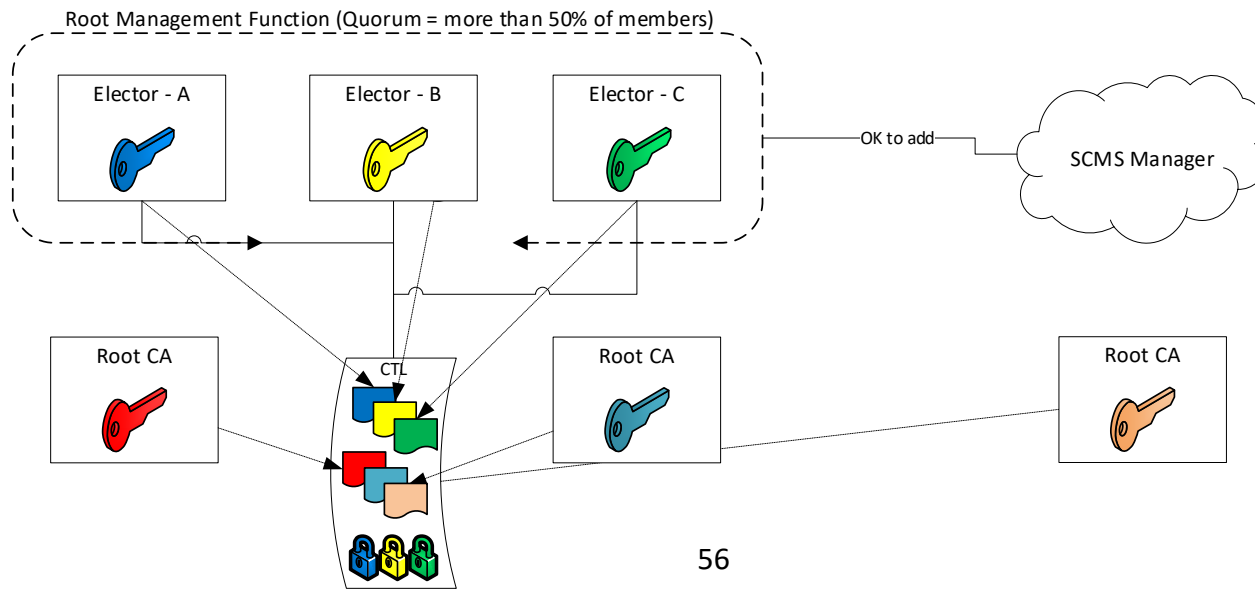 Root Management Function (Quorum = more than 50% of members)
Elector - A
Elector - B
Elector - C
OK to add
SCMS Manager
Root CA
CTL
Root CA
Root CA
56